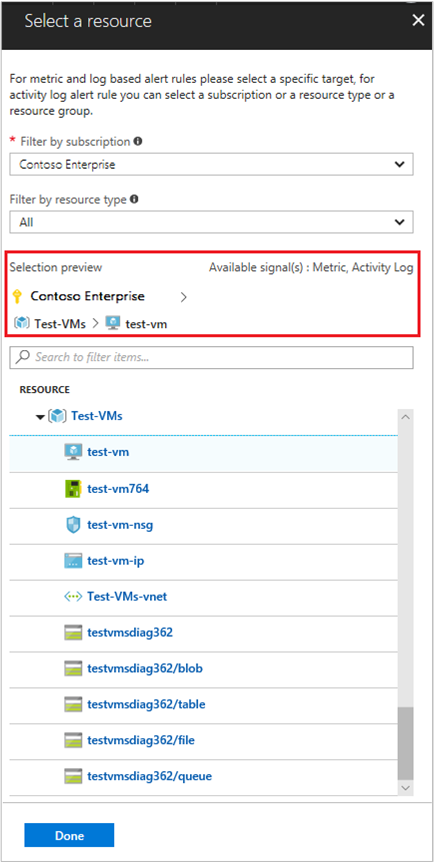 Select a resource
For metric and log based alert rules please select a specific target, for
activity log alert rule you can select a subscription or a resource type or a
resource group.
* Filter by subscription
Contoso Enterprise
Filter by resource type
All
Selection preview Available signal(s) : Metric, Activity Log
Contoso Enterprise >
Test-VMs > test-vm
Search to filter items...
RESOURCE
Test-VMs
test-vm
test-vm764
test-vm-nsg
test-vm-ip
Test-VMs-vnet
testvmsdiag362
testvmsdiag362/blob
testvmsdiag362/table
testvmsdiag362/file
testvmsdiag362/queue
Done